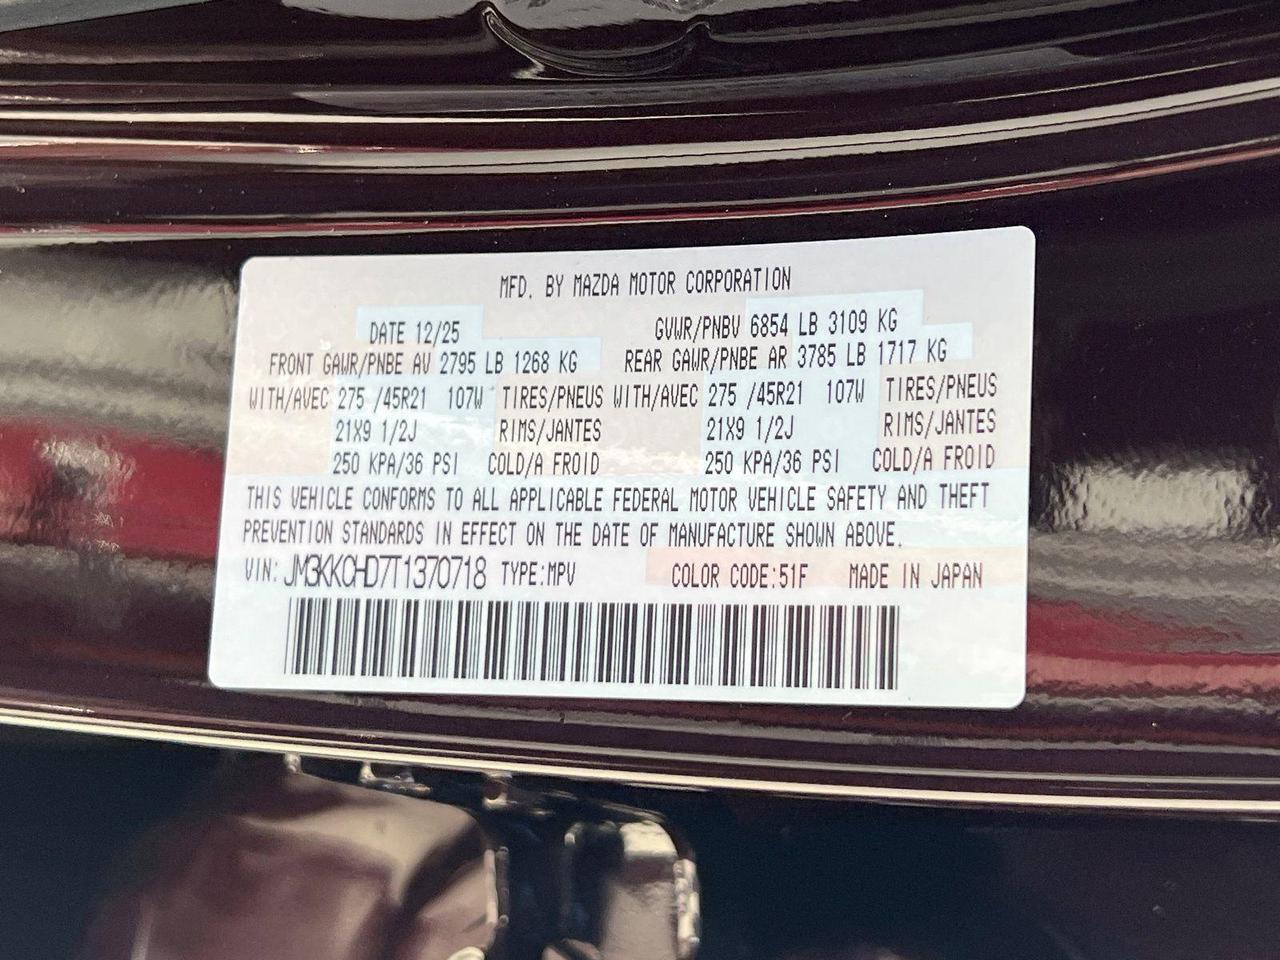 MFD. BY MAZDA MOTOR CORPORATION
DATE 12/25 GVWR/PNBV 6854 LB 3109 KG
FRONT GAWR/PNBE AV 2795 LB 1268 KG REAR GAWR/PNBE AR 3785 LB 1717 KG
WITH/AVEC 275 /45R21 107W TIRES/PNEUS WITH/AVEC 275 /45R21 107W TIRES/PNEUS
21X9 1/2J RIMS/JANTES 21X9 1/2J RIMS/JANTES
250 KPA/36 PSI COLD/A FROID 250 KPA/36 PSI COLD/A FROID
THIS VEHICLE CONFORMS TO ALL APPLICABLE FEDERAL MOTOR VEHICLE SAFETY AND THEFT
PREVENTION STANDARDS IN EFFECT ON THE DATE OF MANUFACTURE SHOWN ABOVE.
VIN: JM3KKCHD7T1370718 TYPE:MPV COLOR CODE:51F MADE IN JAPAN